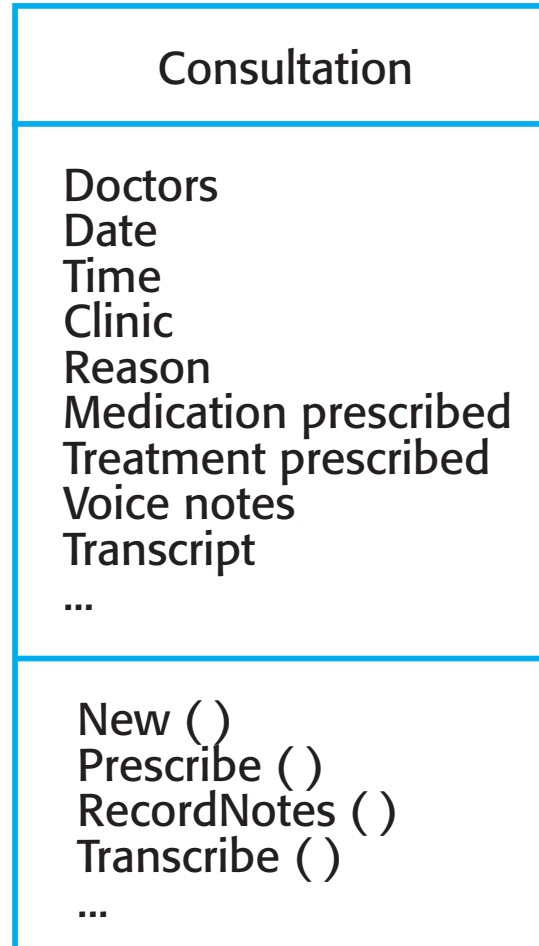 Consultation
Doctors
Date
Time
Clinic
Reason
Medication prescribed
Treatment prescribed
Voice notes
Transcript
...
New ( )
Prescribe ( )
RecordNotes ( )
Transcribe ( )
...